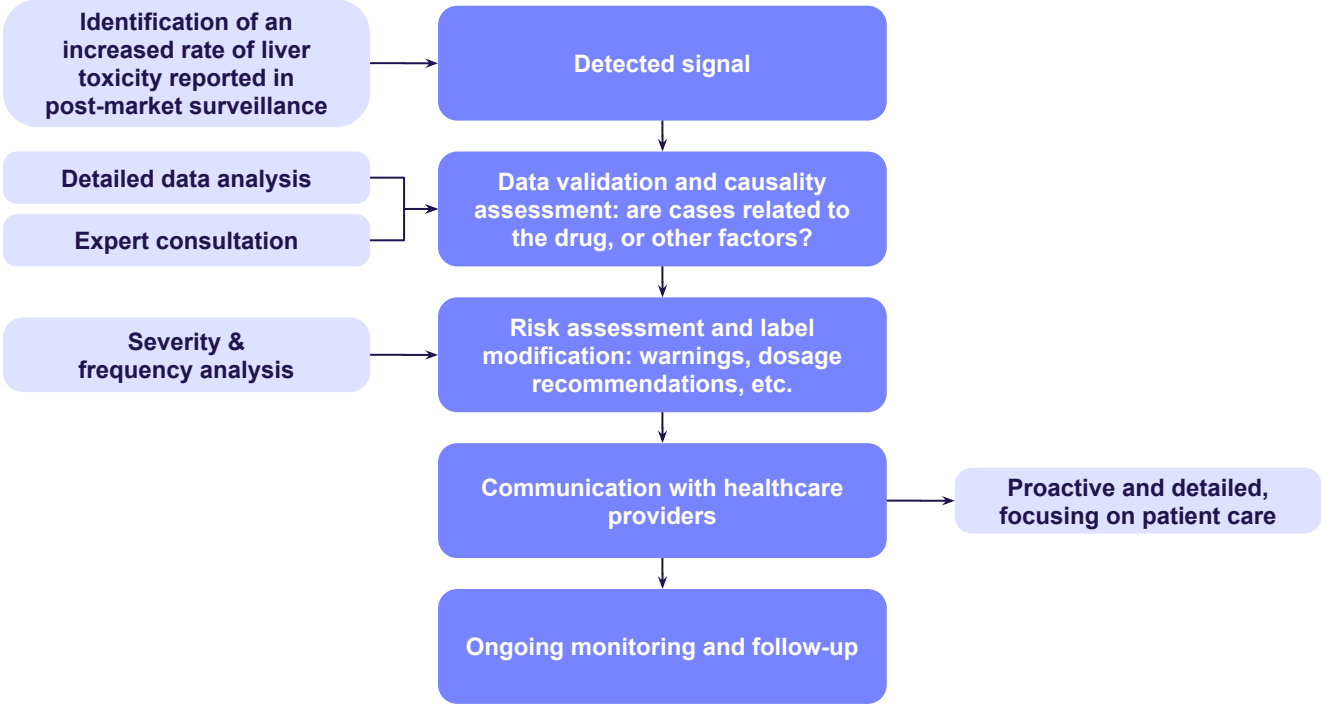 Identification of an
increased rate of liver
toxicity reported in
post-market surveillance
Detected signal
Detailed data analysis
Expert consultation
Data validation and causality
assessment: are cases related to
the drug, or other factors?
Severity &
frequency analysis
Risk assessment and label
modification: warnings, dosage
recommendations, etc.
Communication with healthcare
providers
Proactive and detailed,
focusing on patient care
Ongoing monitoring and follow-up